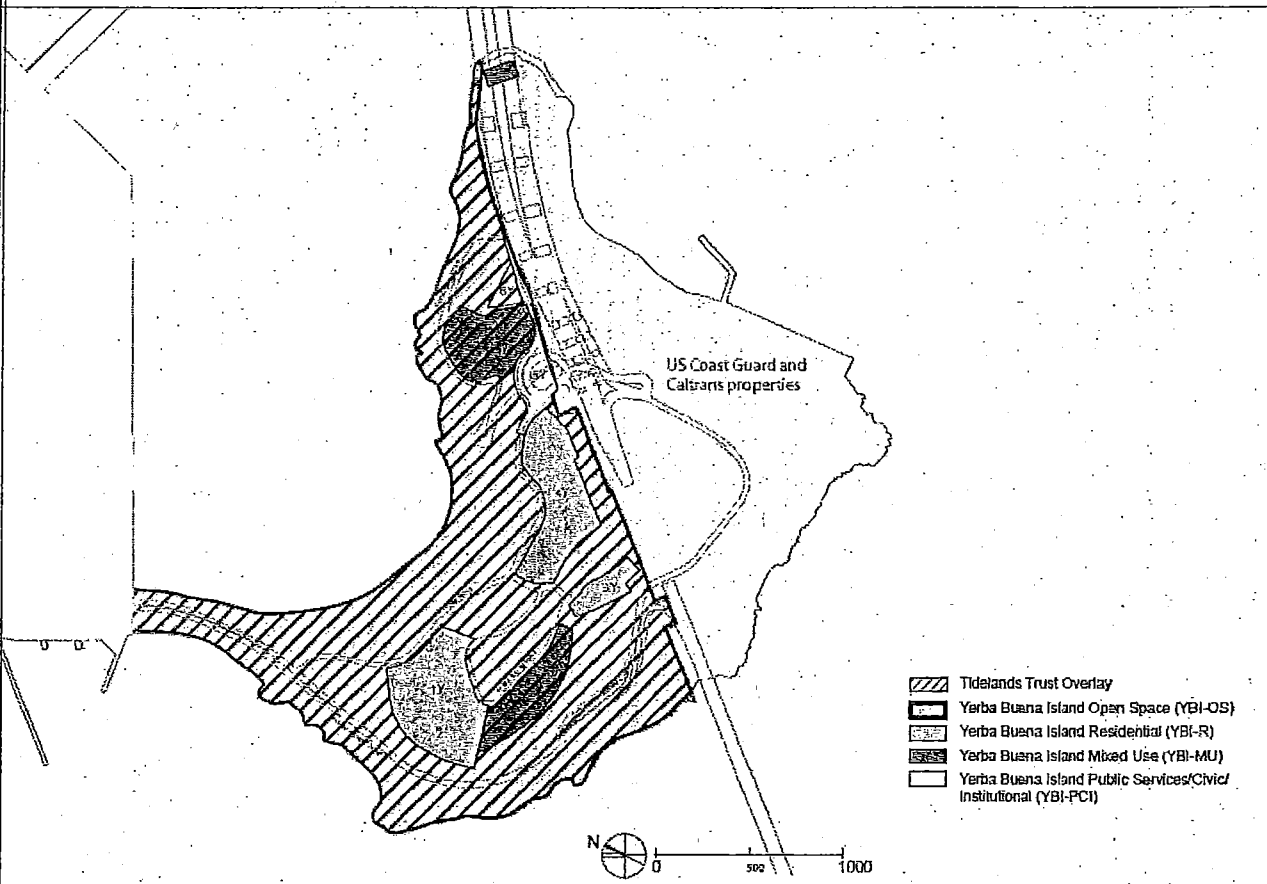 US Coast Guard and
Caltrans properties
Tidelands Trust Overlay
Yerba Buena Island Open Space (YBI-OS)
Yerba Buena Island Residential (YBI-R)
Yerba Buena Island Mixed Use (YBI-MU)
Yerba Buena Island Public Services/Civic/
Institutional (YBI-PCI)
N
0 500 1000